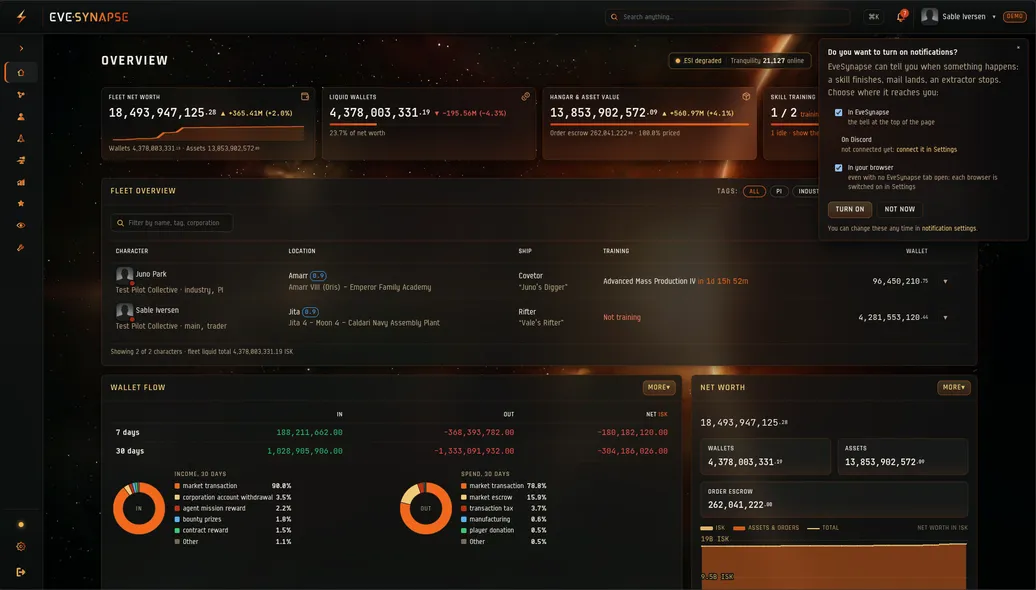 EVE·SYNAPSE
Search anything…
⌘K
7
Sable Iversen ▾
DEMO
OVERVIEW
ESI degraded Tranquility 21,127 online
FLEET NET WORTH
18,493,947,125.28 ▲ +365.41M (+2.0%)
Wallets 4,378,003,331.19 · Assets 13,853,902,572.09
LIQUID WALLETS
4,378,003,331.19 ▼ −195.56M (−4.3%)
23.7% of net worth
HANGAR & ASSET VALUE
13,853,902,572.09 ▲ +560.97M (+4.1%)
Order escrow 262,041,222.88 · 100.0% priced
SKILL TRAINING
1 / 2 training
1 idle · show the
Do you want to turn on notifications?
EveSynapse can tell you when something happens:
a skill finishes, mail lands, an extractor stops.
Choose where it reaches you:
In EveSynapse
the bell at the top of the page
On Discord
not connected yet: connect it in Settings
In your browser
even with no EveSynapse tab open; each browser is
switched on in Settings
TURN ON
NOT NOW
You can change these any time in notification settings.
FLEET OVERVIEW
TAGS: ALL PI INDUST
Filter by name, tag, corporation
CHARACTER LOCATION SHIP TRAINING WALLET
Juno Park
Test Pilot Collective · industry, PI
Amarr 0.9
Amarr VIII (Oris) – Emperor Family Academy
Covetor
"Juno's Digger"
Advanced Mass Production IV in 1d 15h 52m
96,450,210.75 ▾
Sable Iversen
Test Pilot Collective · main, trader
Jita 0.9
Jita 4 – Moon 4 – Caldari Navy Assembly Plant
Rifter
"Vale's Rifter"
Not training
4,281,553,120.44 ▾
Showing 2 of 2 characters · fleet liquid total 4,378,003,331.19 ISK
WALLET FLOW
MORE▾
IN OUT NET ISK
7 days 188,211,662.00 −368,393,782.00 −180,182,120.00
30 days 1,028,905,906.00 −1,333,091,932.00 −304,186,026.00
INCOME, 30 DAYS
IN
market transaction 90.0%
corporation account withdrawal 3.5%
agent mission reward 2.2%
bounty prizes 1.8%
contract reward 1.5%
Other 1.1%
SPEND, 30 DAYS
OUT
market transaction 78.8%
market escrow 15.9%
transaction tax 3.7%
manufacturing 0.6%
player donation 0.5%
Other 0.5%
NET WORTH
MORE▾
18,493,947,125.28
WALLETS
4,378,003,331.19
ASSETS
13,853,902,572.09
ORDER ESCROW
262,041,222.88
ISK ASSETS & ORDERS TOTAL NET WORTH IN ISK
19B ISK
9.5B ISK